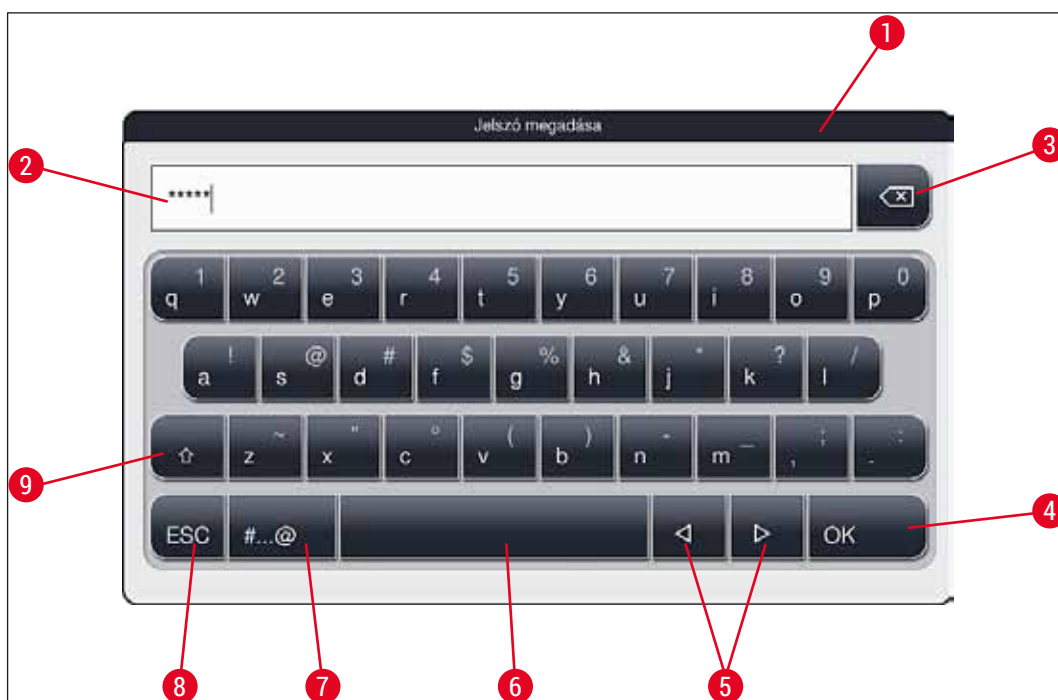 1
Jelszó megadása
2
3
*****
1 2 3 4 5 6 7 8 9 0
q w e r t y u i o p
! @ # $ % & * ? /
a s d f g h j k l
~ " ° ( ) - _ ; :
z x c v b n m , .
9
ESC #...@ OK
4
8 7 6 5